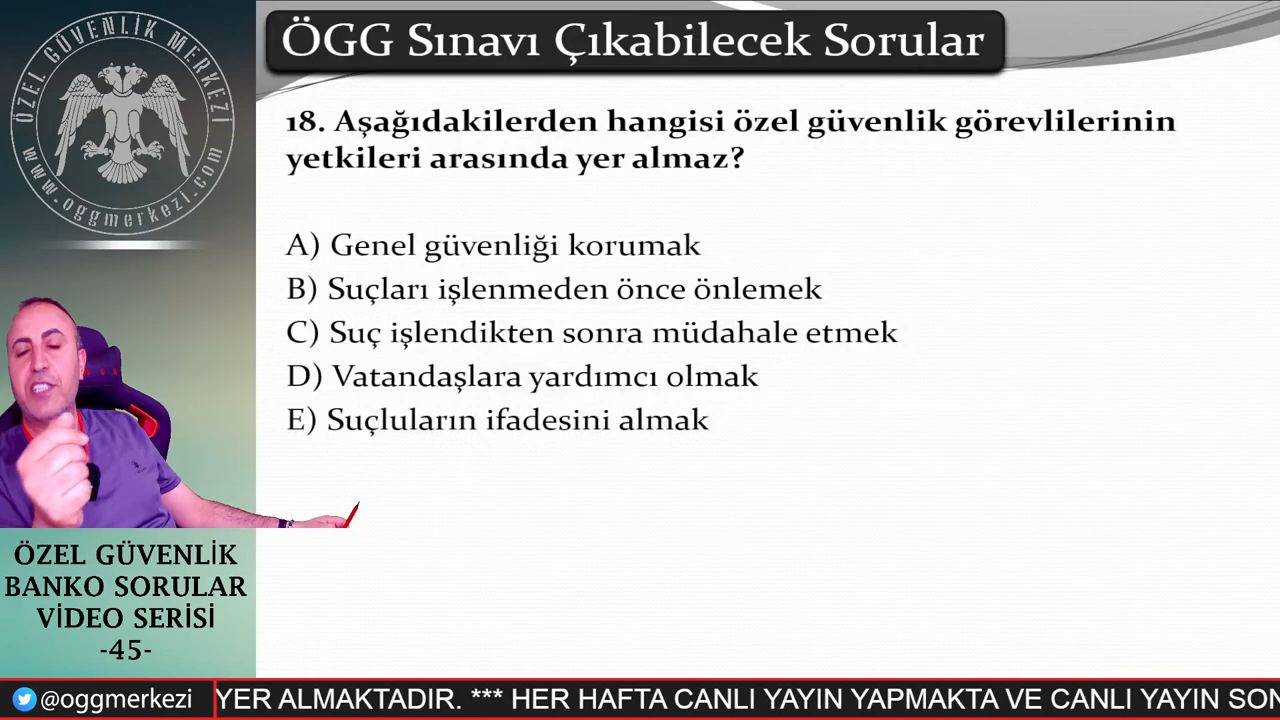 ÖZEL GÜVENLİK MERKEZİ
www.oggmerkezi.com
ÖGG Sınavı Çıkabilecek Sorular
18. Aşağıdakilerden hangisi özel güvenlik görevlilerinin
yetkileri arasında yer almaz?
A) Genel güvenliği korumak
B) Suçları işlenmeden önce önlemek
C) Suç işlendikten sonra müdahale etmek
D) Vatandaşlara yardımcı olmak
E) Suçluların ifadesini almak
ÖZEL GÜVENLİK
BANKO SORULAR
VİDEO SERİSİ
-45-
@oggmerkezi YER ALMAKTADIR. *** HER HAFTA CANLI YAYIN YAPMAKTA VE CANLI YAYIN SON